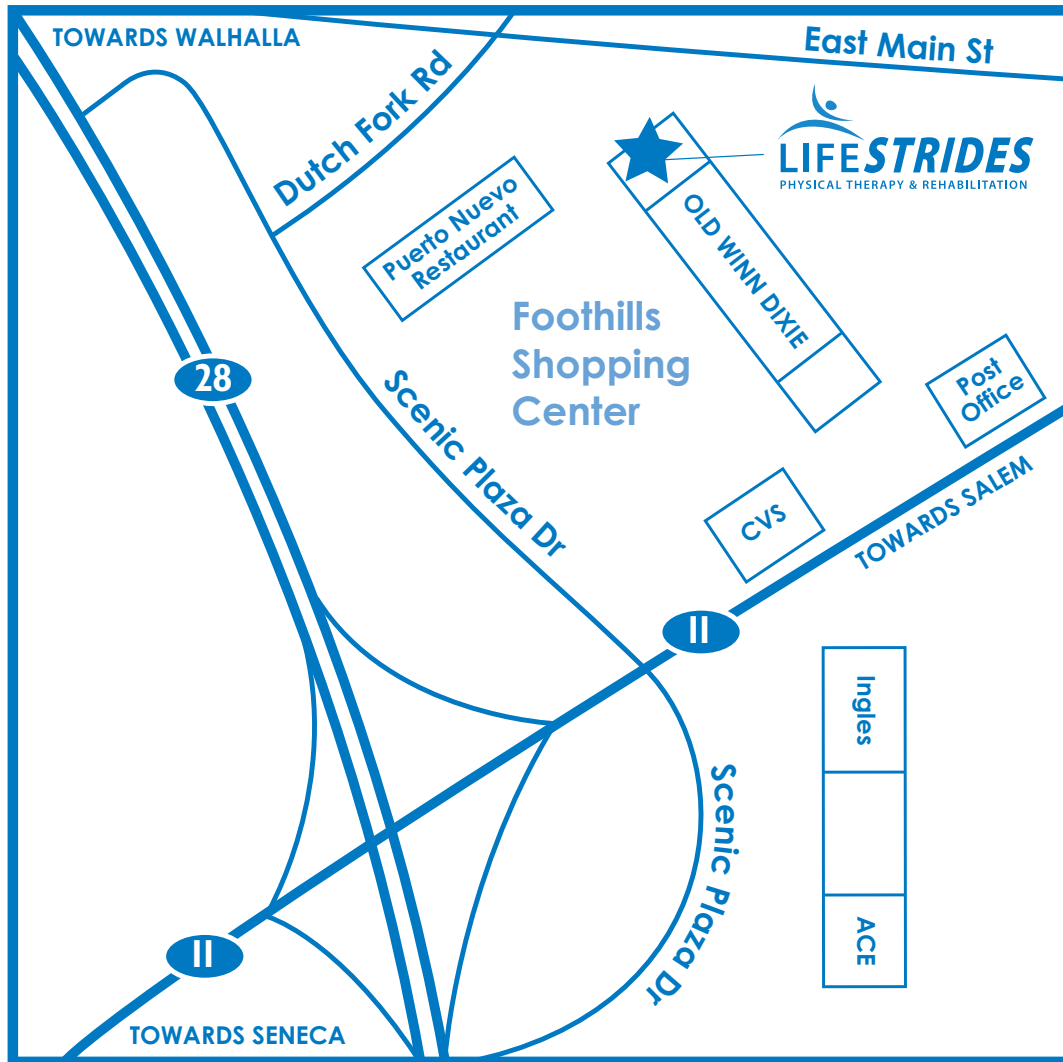 TOWARDS WALHALLA
East Main St
Dutch Fork Rd
LIFESTRIDES
PHYSICAL THERAPY & REHABILITATION
Puerto Nuevo
Restaurant
OLD WINN DIXIE
Foothills
Shopping
Center
28
Post
Office
Scenic Plaza Dr
CVS
TOWARDS SALEM
11
Ingles
Scenic Plaza Dr
ACE
11
TOWARDS SENECA